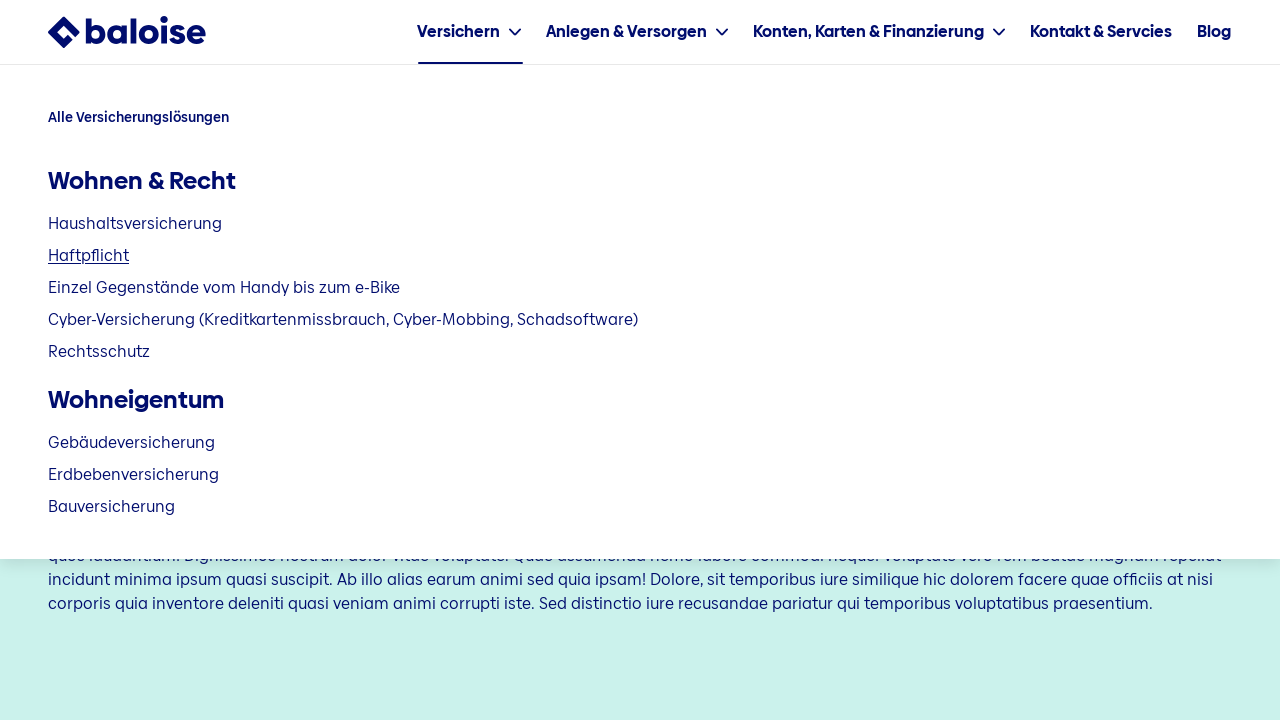 baloise
Versichern
Anlegen & Versorgen
Konten, Karten & Finanzierung
Kontakt & Servcies
Blog
Alle Versicherungslösungen
Wohnen & Recht
Haushaltsversicherung
Haftpflicht
Einzel Gegenstände vom Handy bis zum e-Bike
Cyber-Versicherung (Kreditkartenmissbrauch, Cyber-Mobbing, Schadsoftware)
Rechtsschutz
Wohneigentum
Gebäudeversicherung
Erdbebenversicherung
Bauversicherung
incidunt minima ipsum quasi suscipit. Ab illo alias earum animi sed quia ipsam! Dolore, sit temporibus iure similique hic dolorem facere quae officiis at nisi
corporis quia inventore deleniti quasi veniam animi corrupti iste. Sed distinctio iure recusandae pariatur qui temporibus voluptatibus praesentium.